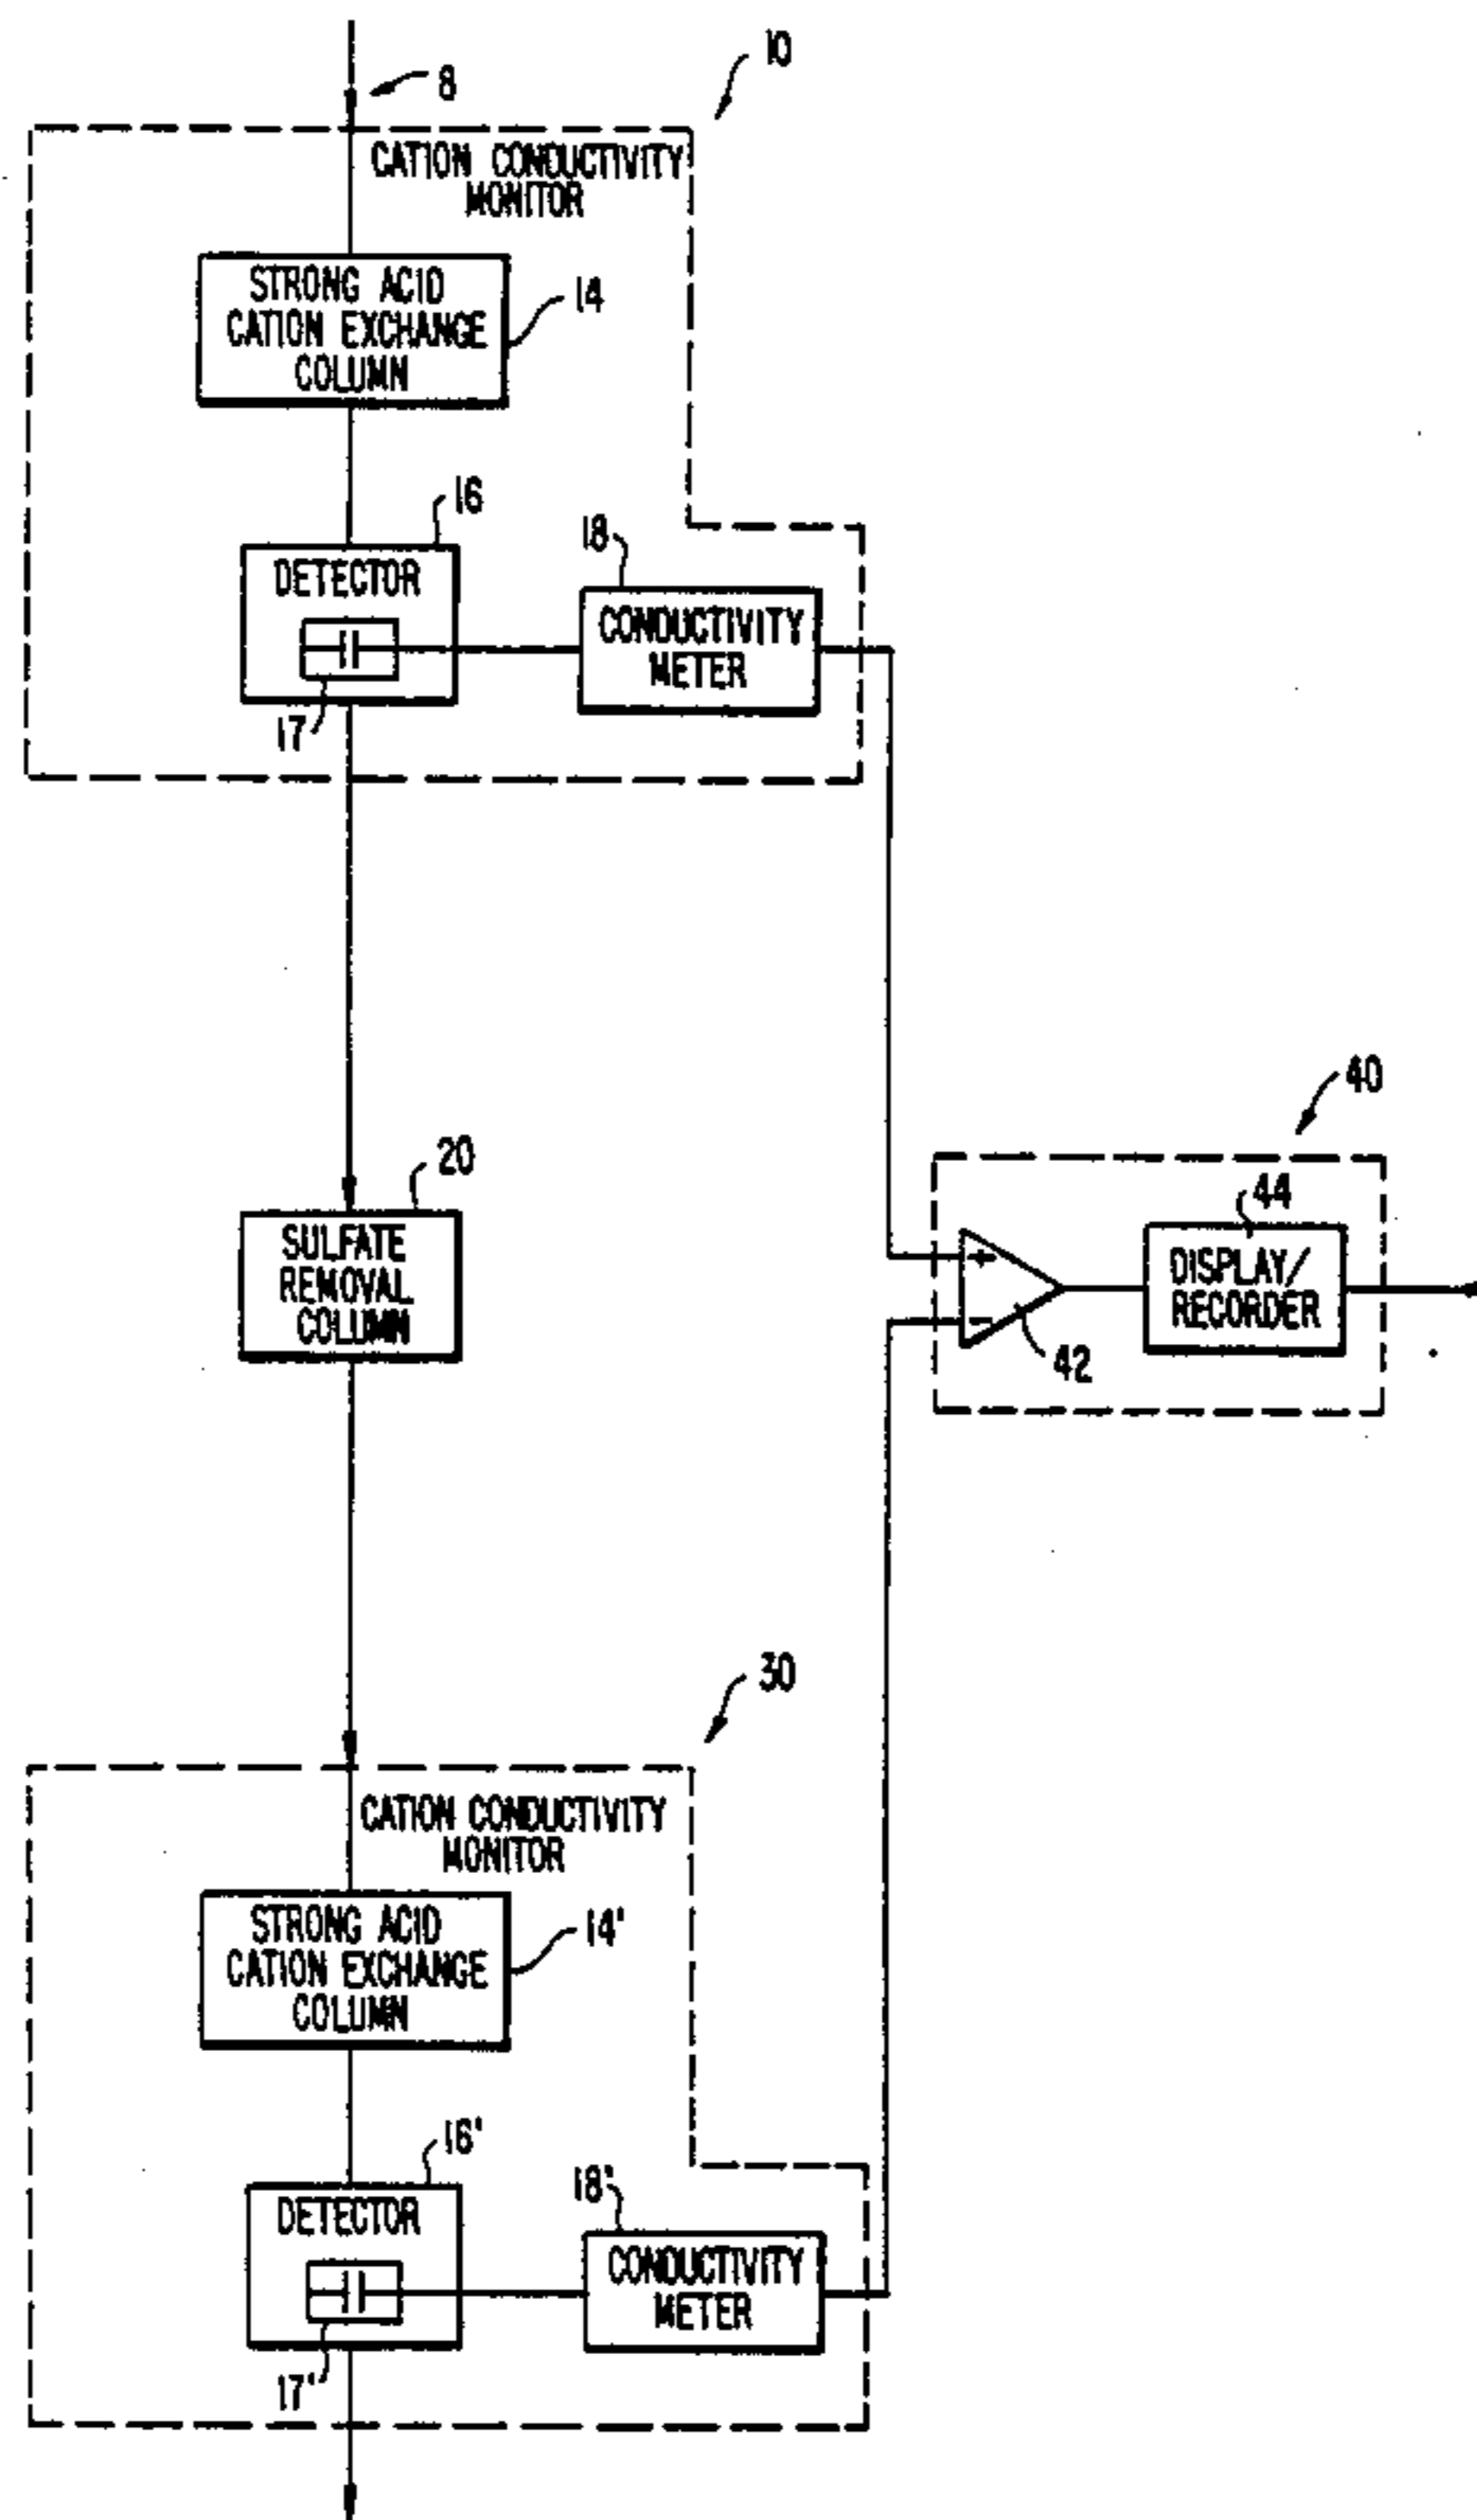 10
8
CATION CONDUCTIVITY
MONITOR
STRONG ACID
CATION EXCHANGE
COLUMN
14
16
DETECTOR
18
CONDUCTIVITY
METER
17
20
SULFATE
REMOVAL
COLUMN
40
44
DISPLAY/
RECORDER
+
−
42
30
CATION CONDUCTIVITY
MONITOR
STRONG ACID
CATION EXCHANGE
COLUMN
14'
16'
DETECTOR
18'
CONDUCTIVITY
METER
17'